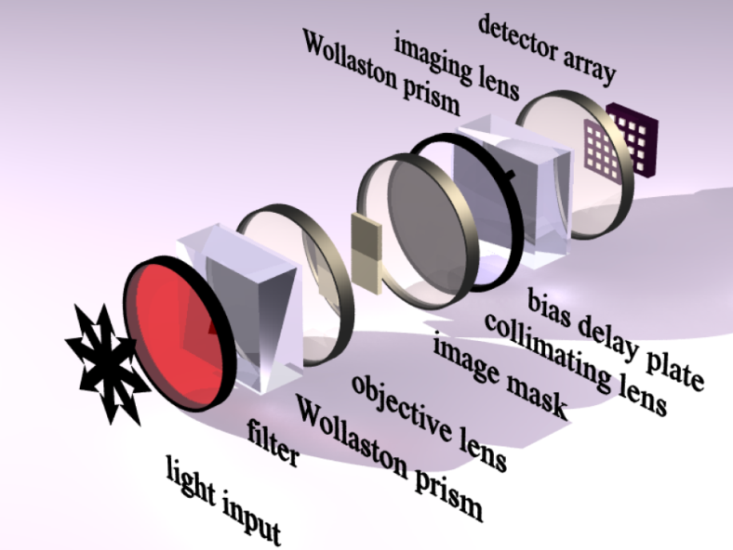 detector array
imaging lens
Wollaston prism
bias delay plate
collimating lens
image mask
objective lens
Wollaston prism
filter
light input